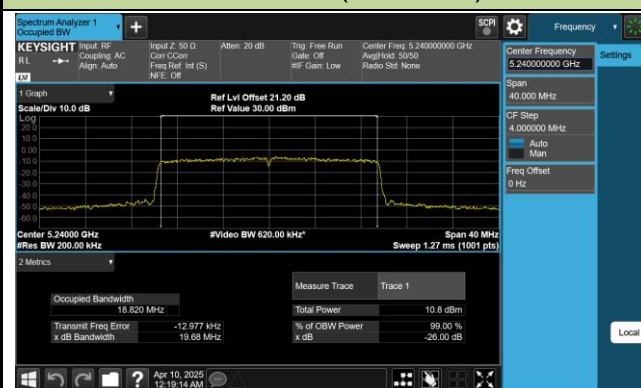 Spectrum Analyzer 1
Occupied BW
+
SCPI
Frequency
KEYSIGHT
RL
LXI
Input: RF
Coupling: AC
Align: Auto
Input Z: 50 Ω
Corr CCorr
Freq Ref: Int (S)
NFE: Off
Atten: 20 dB
Trig: Free Run
Gate: Off
#IF Gain: Low
Center Freq: 5.240000000 GHz
Avg|Hold: 50/50
Radio Std: None
Center Frequency
5.240000000 GHz
Settings
Span
40.000 MHz
CF Step
4.000000 MHz
Auto
Man
Freq Offset
0 Hz
Local
1 Graph
Scale/Div 10.0 dB
Ref Lvl Offset 21.20 dB
Ref Value 30.00 dBm
Log
20.0
10.0
0.00
-10.0
-20.0
-30.0
-40.0
-50.0
-60.0
Center 5.24000 GHz
#Res BW 200.00 kHz
#Video BW 620.00 kHz*
Span 40 MHz
Sweep 1.27 ms (1001 pts)
2 Metrics
Measure Trace Trace 1
Occupied Bandwidth
18.820 MHz
Total Power 10.8 dBm
Transmit Freq Error -12.977 kHz
% of OBW Power 99.00 %
x dB Bandwidth 19.68 MHz
x dB -26.00 dB
?
Apr 10, 2025
12:19:14 AM